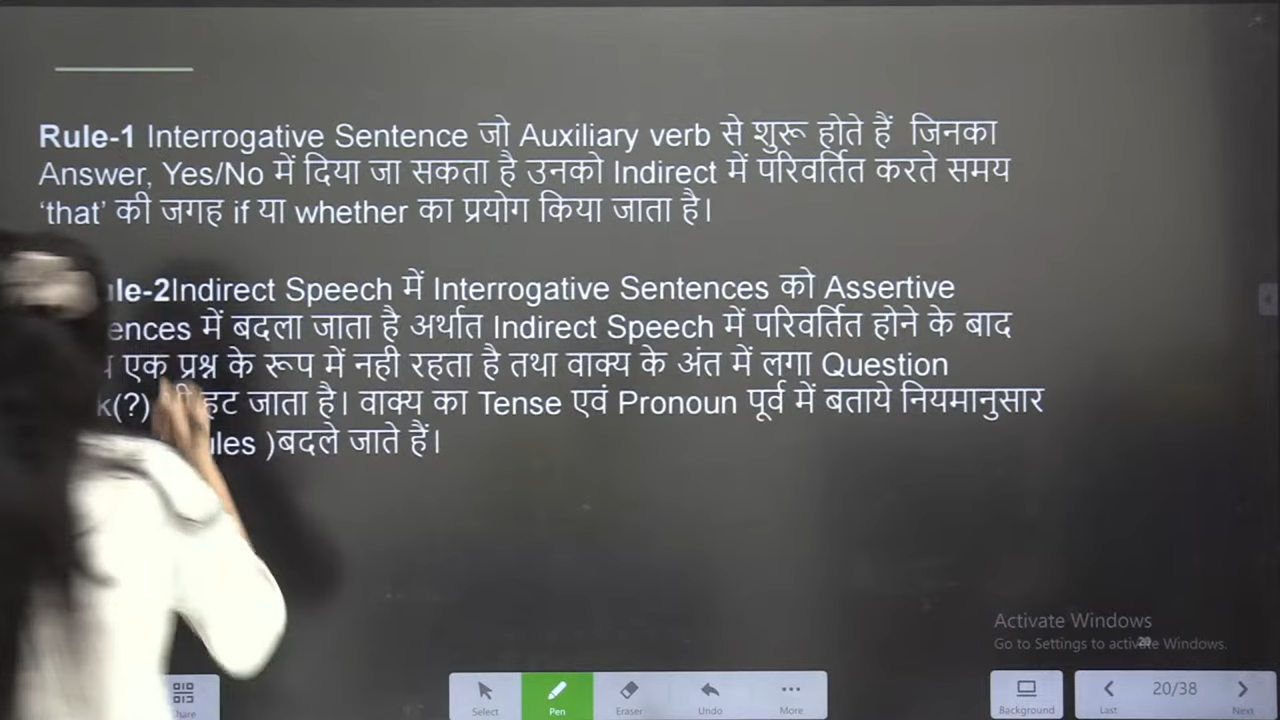 Rule-1 Interrogative Sentence जो Auxiliary verb से शुरू होते हैं जिनका
Answer, Yes/No में दिया जा सकता है उनको Indirect में परिवर्तित करते समय
‘that’ की जगह if या whether का प्रयोग किया जाता है।
le-2Indirect Speech में Interrogative Sentences को Assertive
ences में बदला जाता है अर्थात Indirect Speech में परिवर्तित होने के बाद
एक प्रश्न के रूप में नही रहता है तथा वाक्य के अंत में लगा Question
k(?) हट जाता है। वाक्य का Tense एवं Pronoun पूर्व में बताये नियमानुसार
ules )बदले जाते हैं।
Activate Windows
Go to Settings to activate Windows.
20
hare
Select
Pen
Eraser
Undo
More
Background
Last
20/38
Next